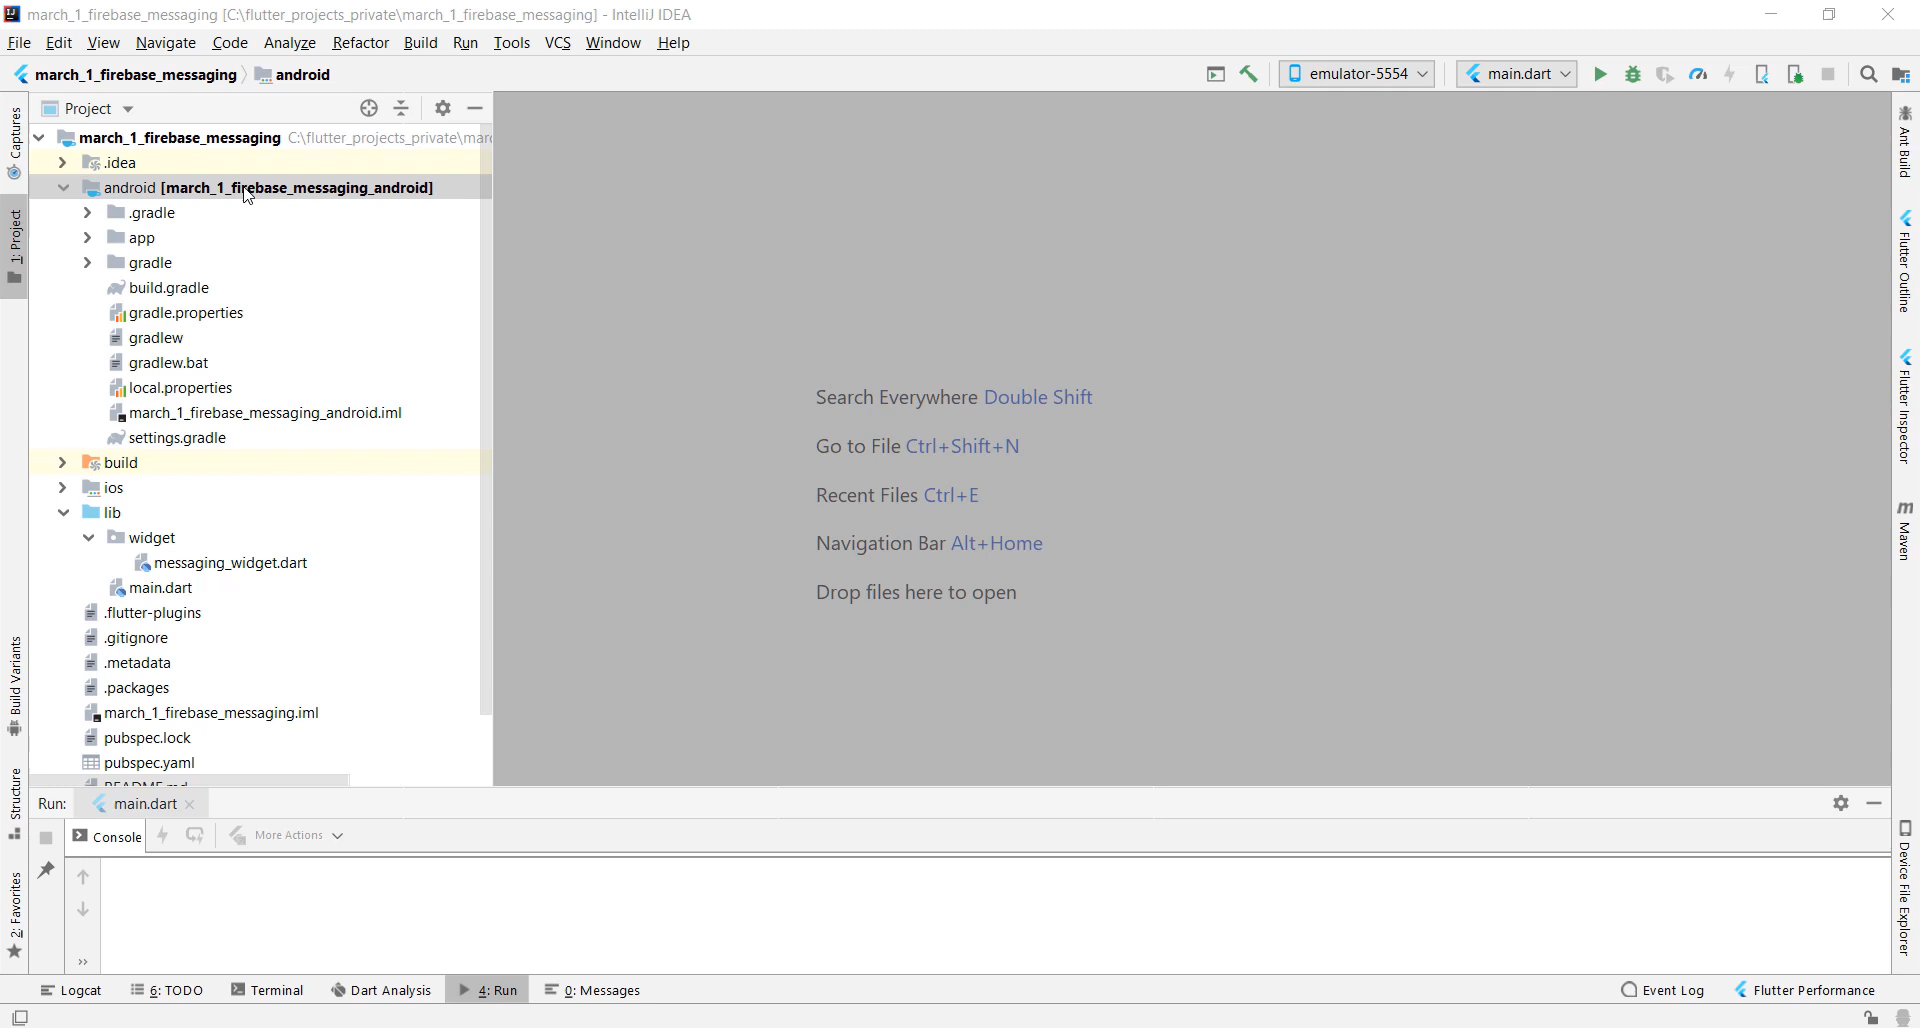 march_1_firebase_messaging [C:\flutter_projects_private\march_1_firebase_messaging] - IntelliJ IDEA
File Edit View Navigate Code Analyze Refactor Build Run Tools VCS Window Help
march_1_firebase_messaging android emulator-5554 main.dart
Project
march_1_firebase_messaging C:\flutter_projects_private\marc
.idea
android [march_1_firebase_messaging_android]
.gradle
app
gradle
build.gradle
gradle.properties
gradlew
gradlew.bat
local.properties
march_1_firebase_messaging_android.iml
settings.gradle
build
ios
lib
widget
messaging_widget.dart
main.dart
.flutter-plugins
.gitignore
.metadata
.packages
march_1_firebase_messaging.iml
pubspec.lock
pubspec.yaml
README.md
Captures
1: Project
Build Variants
Structure
2: Favorites
Search Everywhere Double Shift
Go to File Ctrl+Shift+N
Recent Files Ctrl+E
Navigation Bar Alt+Home
Drop files here to open
Ant Build
Flutter Outline
Flutter Inspector
m Maven
Device File Explorer
Run: main.dart
Console More Actions
Logcat 6: TODO Terminal Dart Analysis 4: Run 0: Messages Event Log Flutter Performance